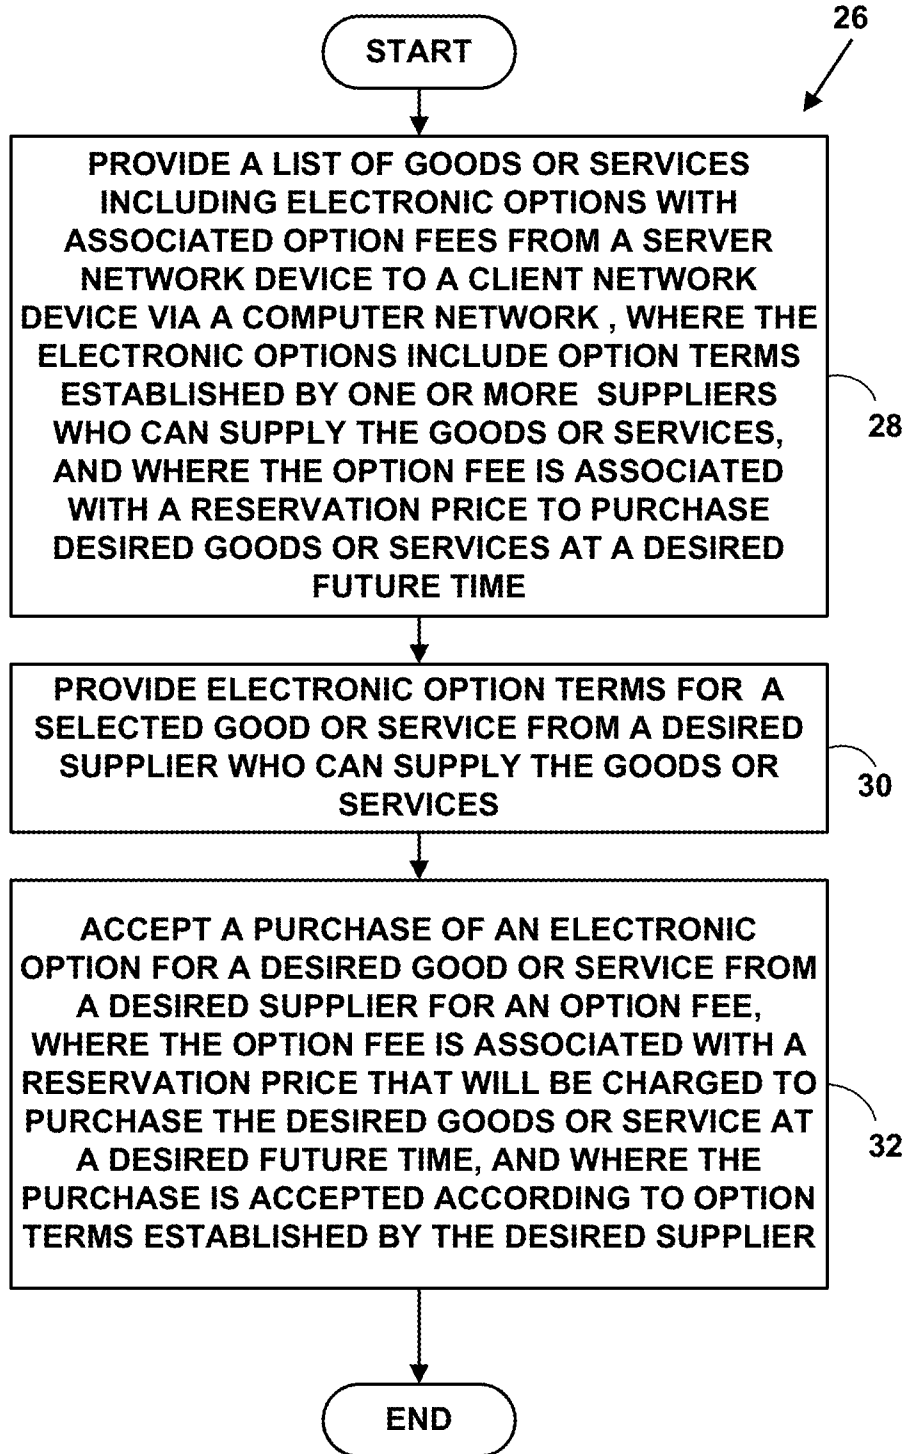 26
START
PROVIDE A LIST OF GOODS OR SERVICES
INCLUDING ELECTRONIC OPTIONS WITH
ASSOCIATED OPTION FEES FROM A SERVER
NETWORK DEVICE TO A CLIENT NETWORK
DEVICE VIA A COMPUTER NETWORK , WHERE THE
ELECTRONIC OPTIONS INCLUDE OPTION TERMS
ESTABLISHED BY ONE OR MORE SUPPLIERS
WHO CAN SUPPLY THE GOODS OR SERVICES,
AND WHERE THE OPTION FEE IS ASSOCIATED
WITH A RESERVATION PRICE TO PURCHASE
DESIRED GOODS OR SERVICES AT A DESIRED
FUTURE TIME
28
PROVIDE ELECTRONIC OPTION TERMS FOR A
SELECTED GOOD OR SERVICE FROM A DESIRED
SUPPLIER WHO CAN SUPPLY THE GOODS OR
SERVICES
30
ACCEPT A PURCHASE OF AN ELECTRONIC
OPTION FOR A DESIRED GOOD OR SERVICE FROM
A DESIRED SUPPLIER FOR AN OPTION FEE,
WHERE THE OPTION FEE IS ASSOCIATED WITH A
RESERVATION PRICE THAT WILL BE CHARGED TO
PURCHASE THE DESIRED GOODS OR SERVICE AT
A DESIRED FUTURE TIME, AND WHERE THE
PURCHASE IS ACCEPTED ACCORDING TO OPTION
TERMS ESTABLISHED BY THE DESIRED SUPPLIER
32
END